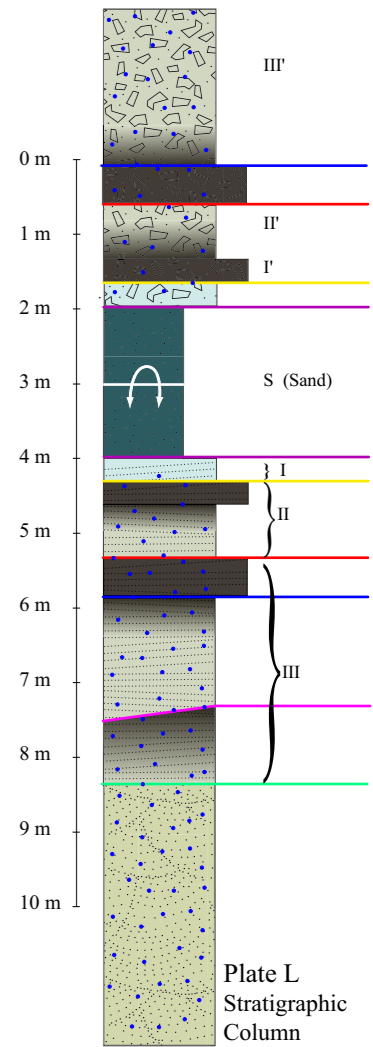 III'
0 m
1 m
II'
I'
2 m
3 m
S (Sand)
4 m
I
5 m
II
6 m
7 m
III
8 m
9 m
10 m
Plate L
Stratigraphic
Column